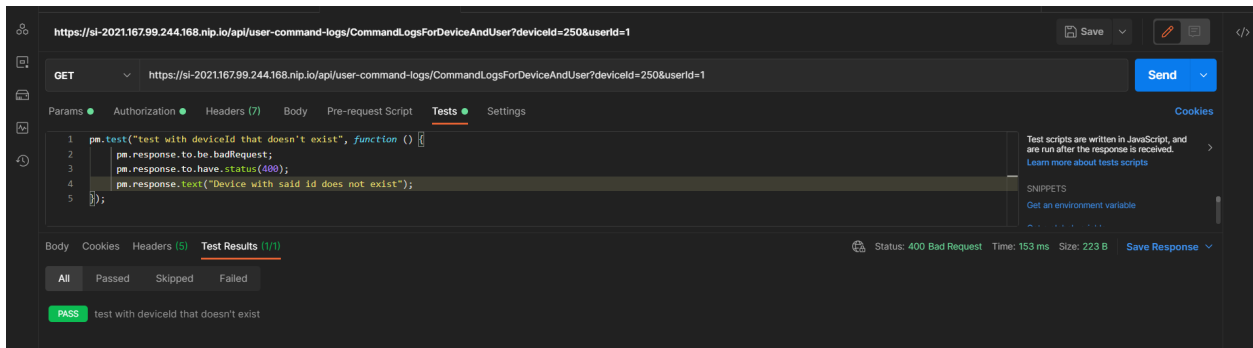 https://si-2021.167.99.244.168.nip.io/api/user-command-logs/CommandLogsForDeviceAndUser?deviceId=250&userId=1
Save
</>
GET https://si-2021.167.99.244.168.nip.io/api/user-command-logs/CommandLogsForDeviceAndUser?deviceId=250&userId=1 Send
Params Authorization Headers (7) Body Pre-request Script Tests Settings Cookies
1 pm.test("test with deviceId that doesn't exist", function () {
2 pm.response.to.be.badRequest;
3 pm.response.to.have.status(400);
4 pm.response.text("Device with said id does not exist");
5 });
Test scripts are written in JavaScript, and
are run after the response is received.
Learn more about tests scripts
SNIPPETS
Get an environment variable
Body Cookies Headers (5) Test Results (1/1) Status: 400 Bad Request Time: 153 ms Size: 223 B Save Response
All Passed Skipped Failed
PASS test with deviceId that doesn't exist